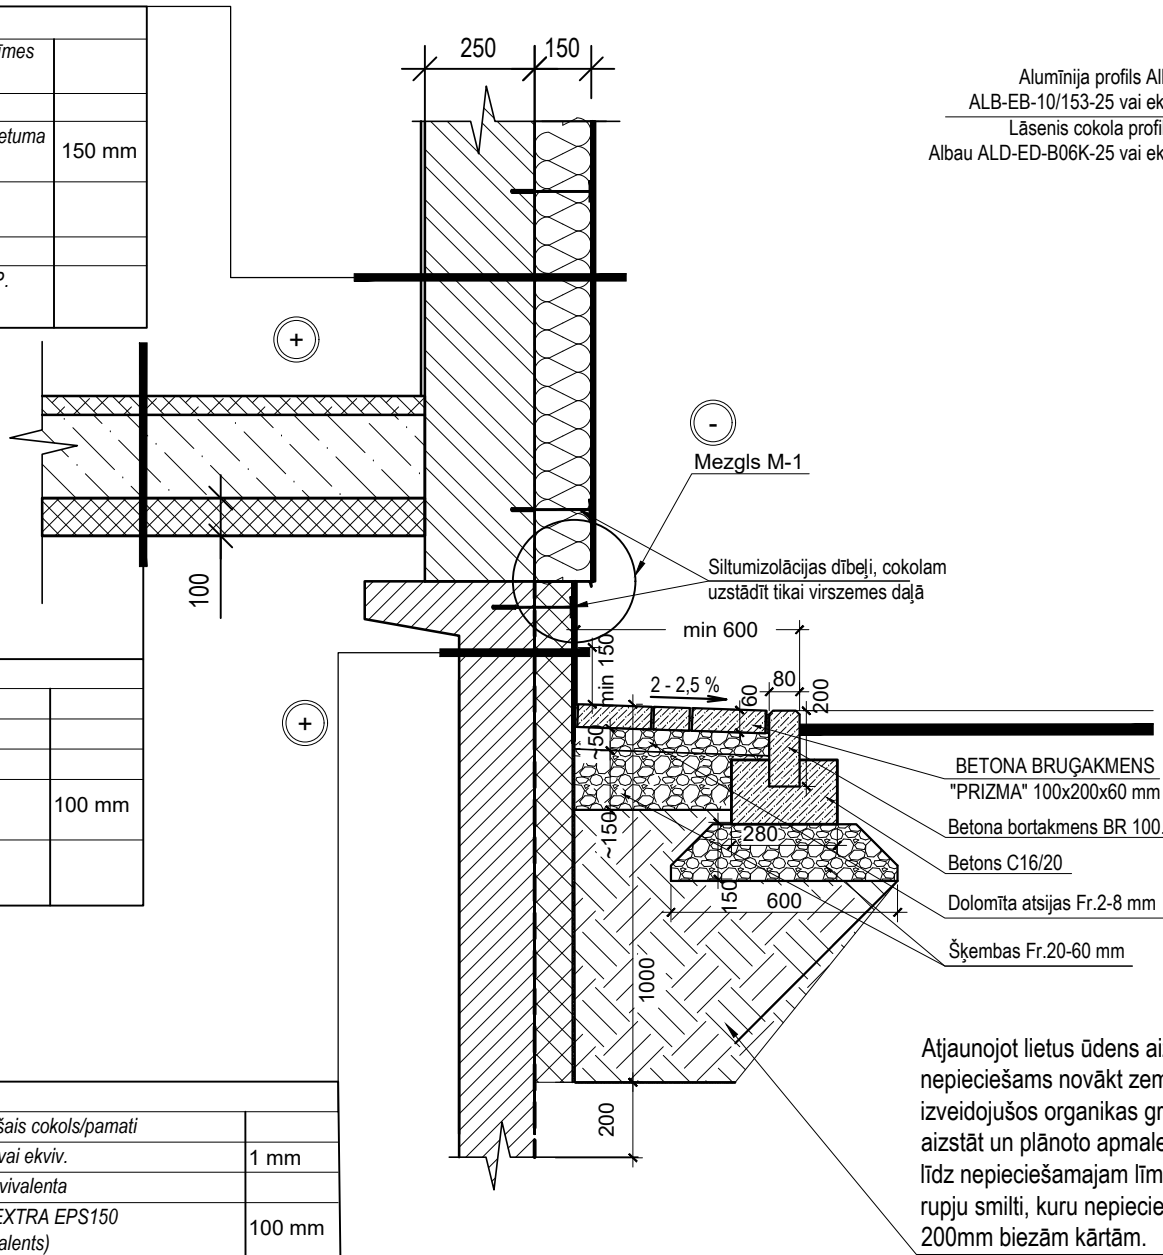 īmes
etuma
150 mm
P.
250
150
Alumīnija profils Al
ALB-EB-10/153-25 vai ek
Lāsenis cokola profi
Albau ALD-ED-B06K-25 vai ek
+
-
Mezgls M-1
100
Siltumizolācijas dībeļi, cokolam
uzstādīt tikai virszemes daļā
min 600
min 150
2 - 2,5 %
60
80
200
+
100 mm
~50
~150
280
150
600
1000
200
BETONA BRUĢAKMENS
"PRIZMA" 100x200x60 mm
Betona bortakmens BR 100.
Betons C16/20
Dolomīta atsijas Fr.2-8 mm
Šķembas Fr.20-60 mm
Atjaunojot lietus ūdens ai
nepieciešams novākt zem
izveidojušos organikas gr
aizstāt un plānoto apmale
līdz nepieciešamajam līm
rupju smilti, kuru nepiecie
200mm biezām kārtām.
šais cokols/pamati
vai ekviv.
1 mm
vivalenta
EXTRA EPS150
alents)
100 mm